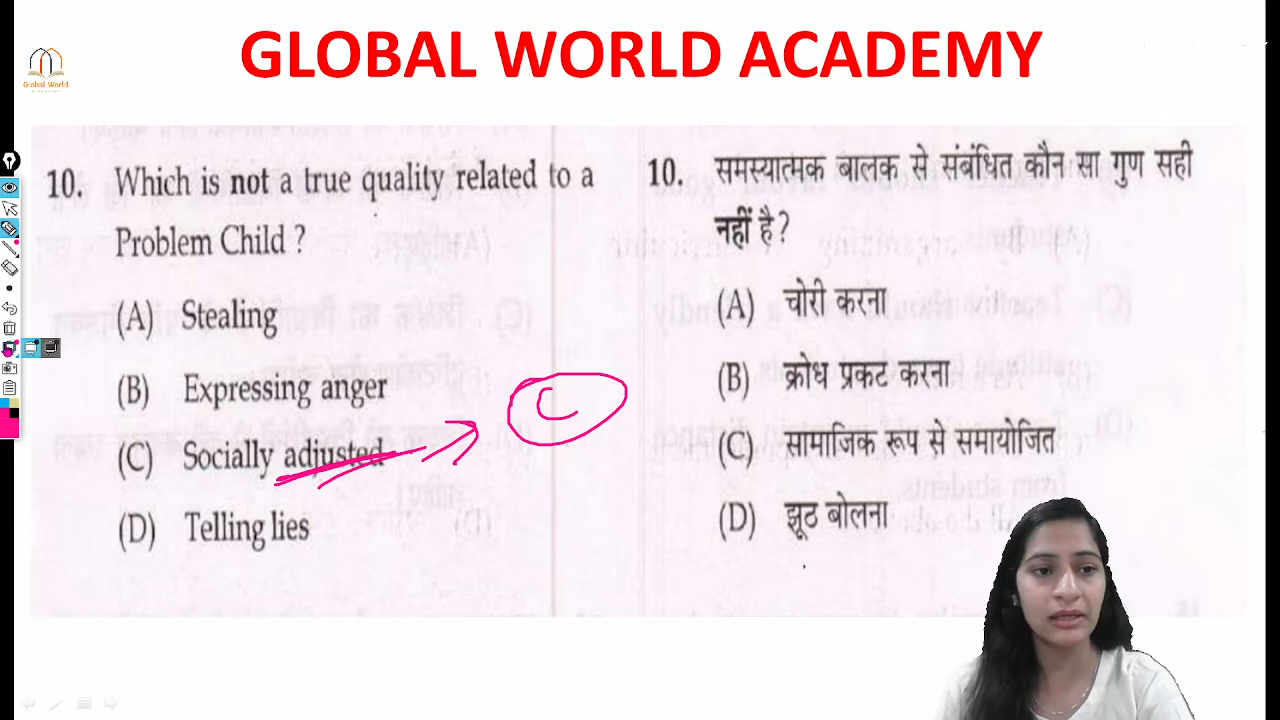 GLOBAL WORLD ACADEMY
Global World
10. Which is not a true quality related to a
Problem Child ?
(A) Stealing
(B) Expressing anger
(C) Socially adjusted
(D) Telling lies
C
10. समस्यात्मक बालक से संबंधित कौन सा गुण सही
नहीं है ?
(A) चोरी करना
(B) क्रोध प्रकट करना
(C) सामाजिक रूप से समायोजित
(D) झूठ बोलना